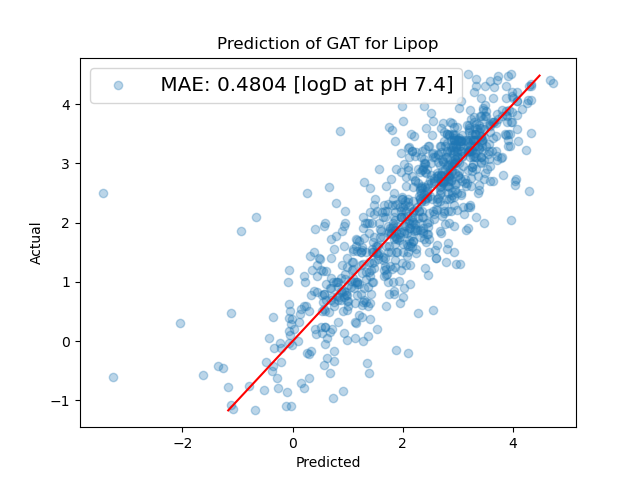 Prediction of GAT for Lipop
MAE: 0.4804 [logD at pH 7.4]
4
3
2
1
0
−1
Actual
−2
0
2
4
Predicted